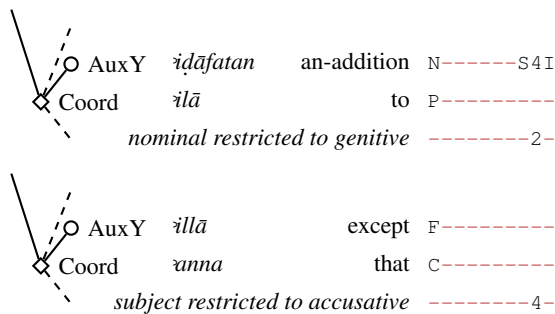 AuxY ʾiḍāfatan an-addition N------S4I
Coord ʾilā to P---------
nominal restricted to genitive --------2-
AuxY ʾillā except F---------
Coord ʾanna that C---------
subject restricted to accusative --------4-